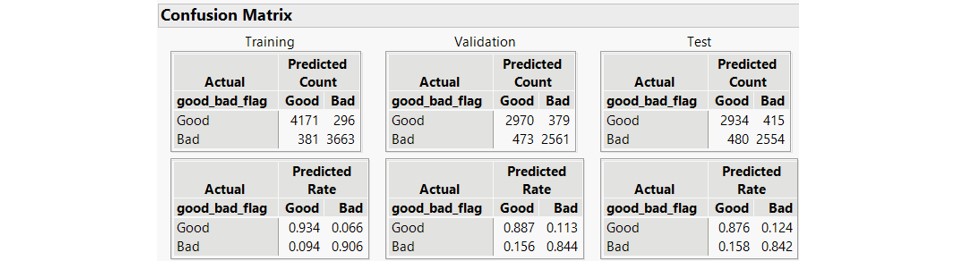 Confusion Matrix
Training Validation Test
Predicted Predicted Predicted
Actual Count Actual Count Actual Count
good_bad_flag Good Bad good_bad_flag Good Bad good_bad_flag Good Bad
Good 4171 296 Good 2970 379 Good 2934 415
Bad 381 3663 Bad 473 2561 Bad 480 2554
Predicted Predicted Predicted
Actual Rate Actual Rate Actual Rate
good_bad_flag Good Bad good_bad_flag Good Bad good_bad_flag Good Bad
Good 0.934 0.066 Good 0.887 0.113 Good 0.876 0.124
Bad 0.094 0.906 Bad 0.156 0.844 Bad 0.158 0.842